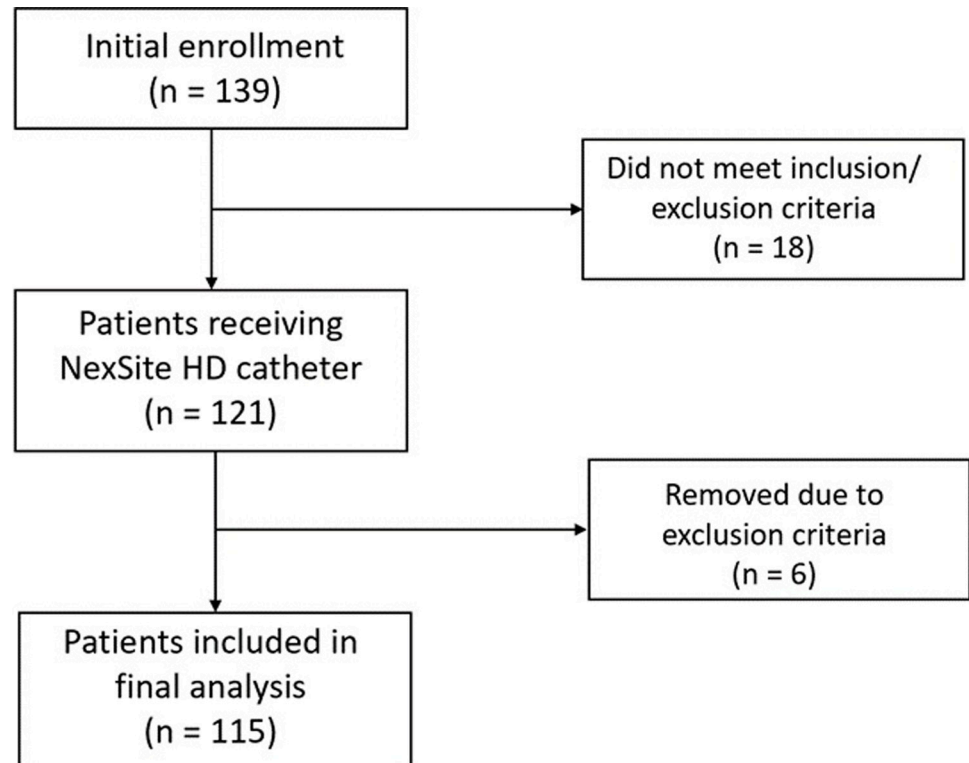 Initial enrollment
(n = 139)
Did not meet inclusion/
exclusion criteria
(n = 18)
Patients receiving
NexSite HD catheter
(n = 121)
Removed due to
exclusion criteria
(n = 6)
Patients included in
final analysis
(n = 115)